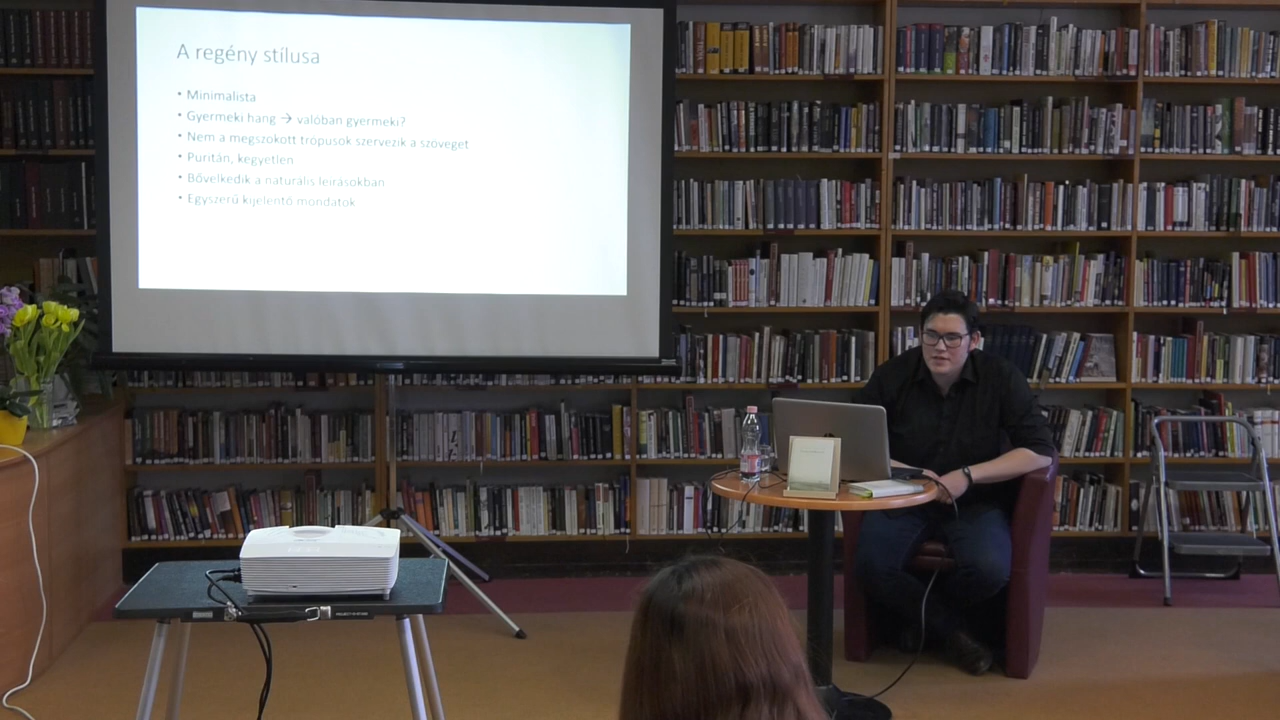 A regény stílusa
• Minimalista
• Gyermeki hang → valóban gyermeki?
• Nem a megszokott trópusok szervezik a szöveget
• Puritán, kegyetlen
• Bővelkedik a naturális leírásokban
• Egyszerű kijelentő mondatok